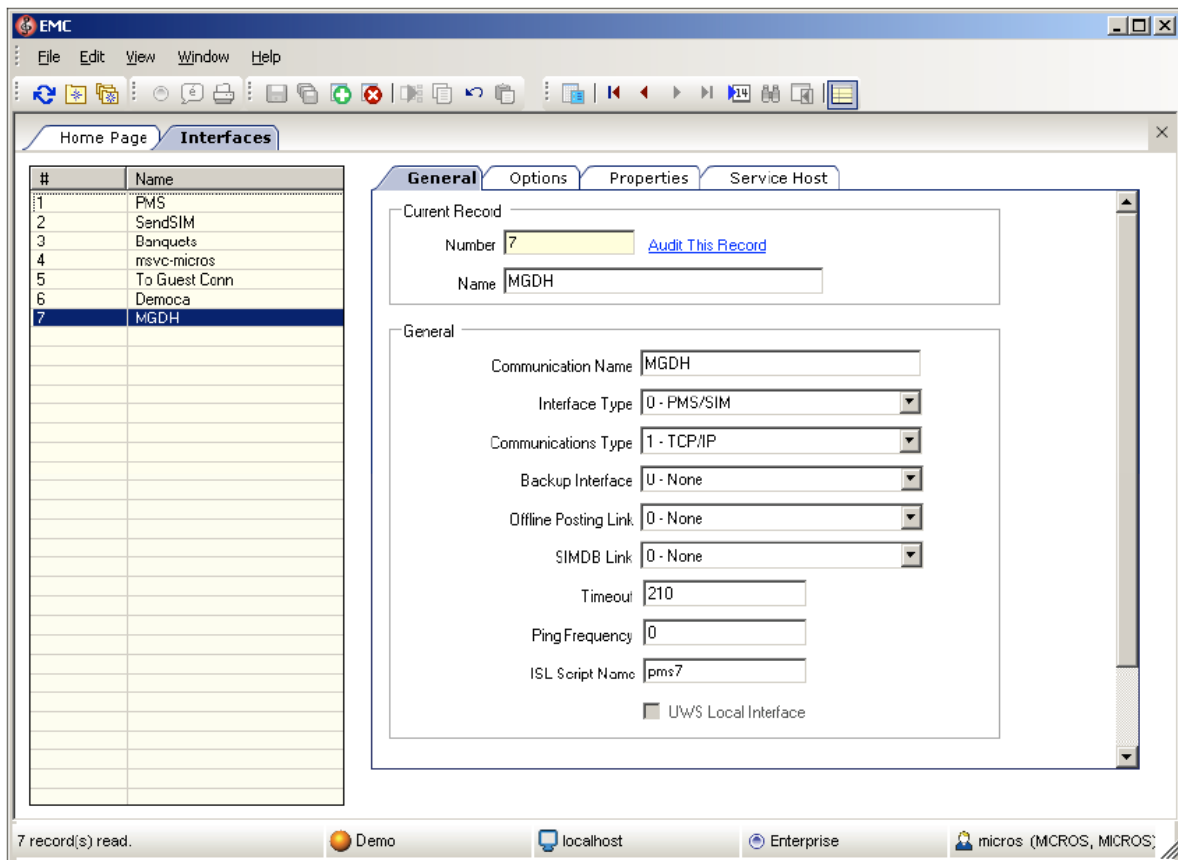 EMC
File Edit View Window Help
14
Home Page Interfaces
# Name
1 PMS
2 SendSIM
3 Banquets
4 msvc-micros
5 To Guest Conn
6 Democa
7 MGDH
General Options Properties Service Host
Current Record
Number 7 Audit This Record
Name MGDH
General
Communication Name MGDH
Interface Type 0 - PMS/SIM
Communications Type 1 - TCP/IP
Backup Interface 0 - None
Offline Posting Link 0 - None
SIMDB Link 0 - None
Timeout 210
Ping Frequency 0
ISL Script Name pms7
UWS Local Interface
7 record(s) read. Demo localhost Enterprise micros (MICROS, MICROS)